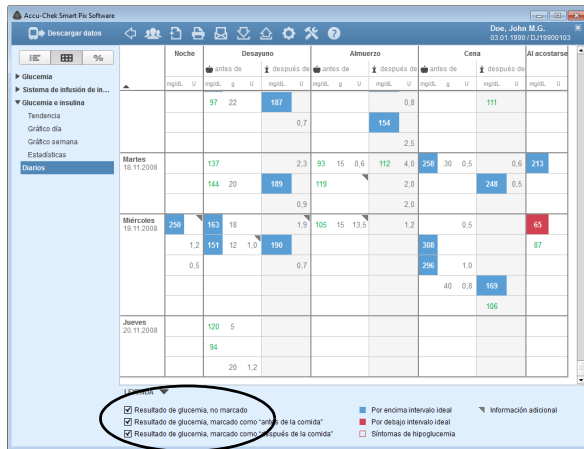 Accu-Chek Smart Pix Software
Descargar datos
Doe, John M.G.
03.01.1990 / DJ19900103
%
Glucemia
Sistema de infusión de in...
Glucemia e insulina
Tendencia
Gráfico día
Gráfico semana
Estadísticas
Diarios
Noche Desayuno Almuerzo Cena Al acostarse
antes de después de antes de después de antes de después de
mg/dL U mg/dL g U mg/dL U mg/dL g U mg/dL U mg/dL g U mg/dL U mg/dL U
97 22 187 0,8 111
0,7 154
2,5
Martes 137 2,3 93 15 0,6 112 4,0 258 30 0,5 0,6 213
18.11.2008
144 20 189 119 2,0 248 0,5
0,9 2,0
Miércoles 250 163 18 1,9 105 15 13,5 1,2 0,5 65
19.11.2008
1,2 151 12 1,0 190 308 87
0,5 0,7 296 1,0
40 0,8 169
106
Jueves 120 5
20.11.2008
94
20 1,2
LEYENDA
Resultado de glucemia, no marcado
Resultado de glucemia, marcado como "antes de la comida"
Resultado de glucemia, marcado como "después de la comida"
Por encima intervalo ideal
Por debajo intervalo ideal
Síntomas de hipoglucemia
Información adicional